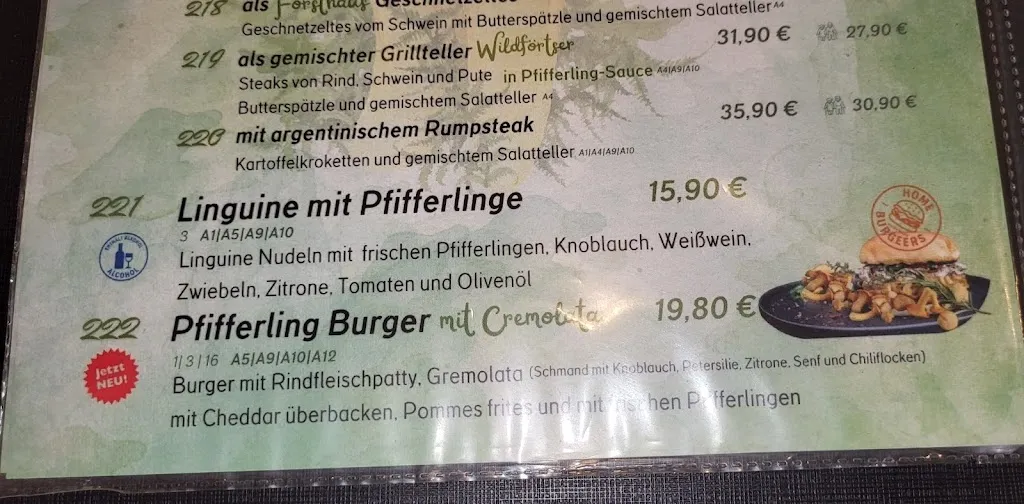 218 als Forsthaus Geschnetzeltes
Geschnetzeltes vom Schwein mit Butterspätzle und gemischtem Salatteller A4
219 als gemischter Grillteller Wildförtser 31,90 € 27,90 €
Steaks von Rind, Schwein und Pute in Pfifferling-Sauce A4|A9|A10
Butterspätzle und gemischtem Salatteller A4
220 mit argentinischem Rumpsteak 35,90 € 30,90 €
Kartoffelkroketten und gemischtem Salatteller A1|A4|A9|A10
221 Linguine mit Pfifferlinge 15,90 €
3 A1|A5|A9|A10
Linguine Nudeln mit frischen Pfifferlingen, Knoblauch, Weißwein,
Zwiebeln, Zitrone, Tomaten und Olivenöl
ALCOHOL
HOME
BURGEERS
222 Pfifferling Burger mit Cremolata 19,80 €
Jetzt
NEU!
1|3|16 A5|A9|A10|A12
Burger mit Rindfleischpatty, Gremolata (Schmand mit Knoblauch, Petersilie, Zitrone, Senf und Chiliflocken)
mit Cheddar überbacken, Pommes frites und mit frischen Pfifferlingen